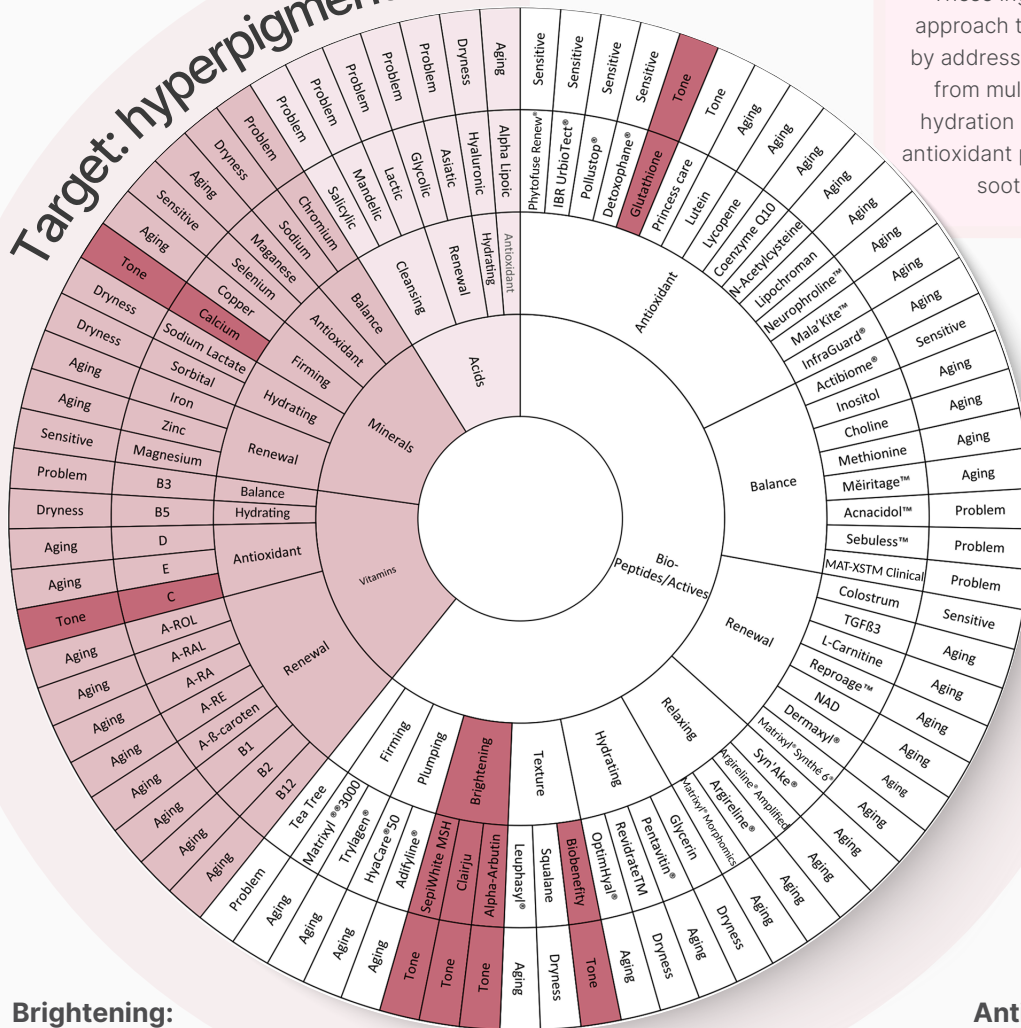 Target: hyperpigmen
approach t
by address
from mul
hydration
antioxidant p
soot
Sensitive
Sensitive
Sensitive
Sensitive
Tone
Tone
Aging
Aging
Aging
Aging
Aging
Aging
Aging
Aging
Sensitive
Aging
Aging
Aging
Aging
Problem
Problem
Problem
Sensitive
Aging
Aging
Aging
Aging
Aging
Aging
Aging
Aging
Aging
Aging
Dryness
Aging
Dryness
Aging
Tone
Dryness
Aging
Tone
Tone
Tone
Aging
Aging
Aging
Aging
Problem
Aging
Aging
Aging
Aging
Aging
Aging
Aging
Aging
Tone
Aging
Aging
Dryness
Problem
Sensitive
Aging
Aging
Dryness
Dryness
Tone
Aging
Sensitive
Aging
Dryness
Problem
Problem
Problem
Problem
Problem
Problem
Dryness
Aging
Phytofuse Renew®
IBR UrbioTect®
Pollustop®
Detoxophane®
Glutathione
Princess care
Lutein
Lycopene
Coenzyme Q10
N-Acetylcysteine
Lipochroman
Neurophroline™
Mala'Kite™
InfraGuard®
Actibiome®
Inositol
Choline
Methionine
Mĕiritage™
Acnacidol™
Sebuless™
MAT-XSTM Clinical
Colostrum
TGFß3
L-Carnitine
Reproage™
NAD
Dermaxyl®
Matrixyl® Synthé 6®
Syn'Ake®
Argireline® Amplified
Argireline®
Matrixyl® Morphomics
Glycerin
Pentavitin®
RevidrateTM
OptimHyal®
Biobenefity
Squalane
Leuphasyl®
Alpha-Arbutin
Clairju
SepiWhite MSH
Adifyline®
HyaCare®50
Trylagen®
Matrixyl ®®3000
Tea Tree
B12
B2
B1
A-ß-caroten
A-RE
A-RA
A-RAL
A-ROL
C
E
D
B5
B3
Magnesium
Zinc
Iron
Sorbital
Sodium Lactate
Calcium
Copper
Selenium
Maganese
Sodium
Chromium
Salicylic
Mandelic
Lactic
Glycolic
Asiatic
Hyaluronic
Alpha Lipoic
Antioxidant
Balance
Renewal
Relaxing
Hydrating
Texture
Brightening
Plumping
Firming
Renewal
Antioxidant
Hydrating
Balance
Renewal
Hydrating
Firming
Antioxidant
Balance
Cleansing
Renewal
Hydrating
Antioxidant
Bio-
Peptides/Actives
Vitamins
Minerals
Acids
Brightening:
Ant